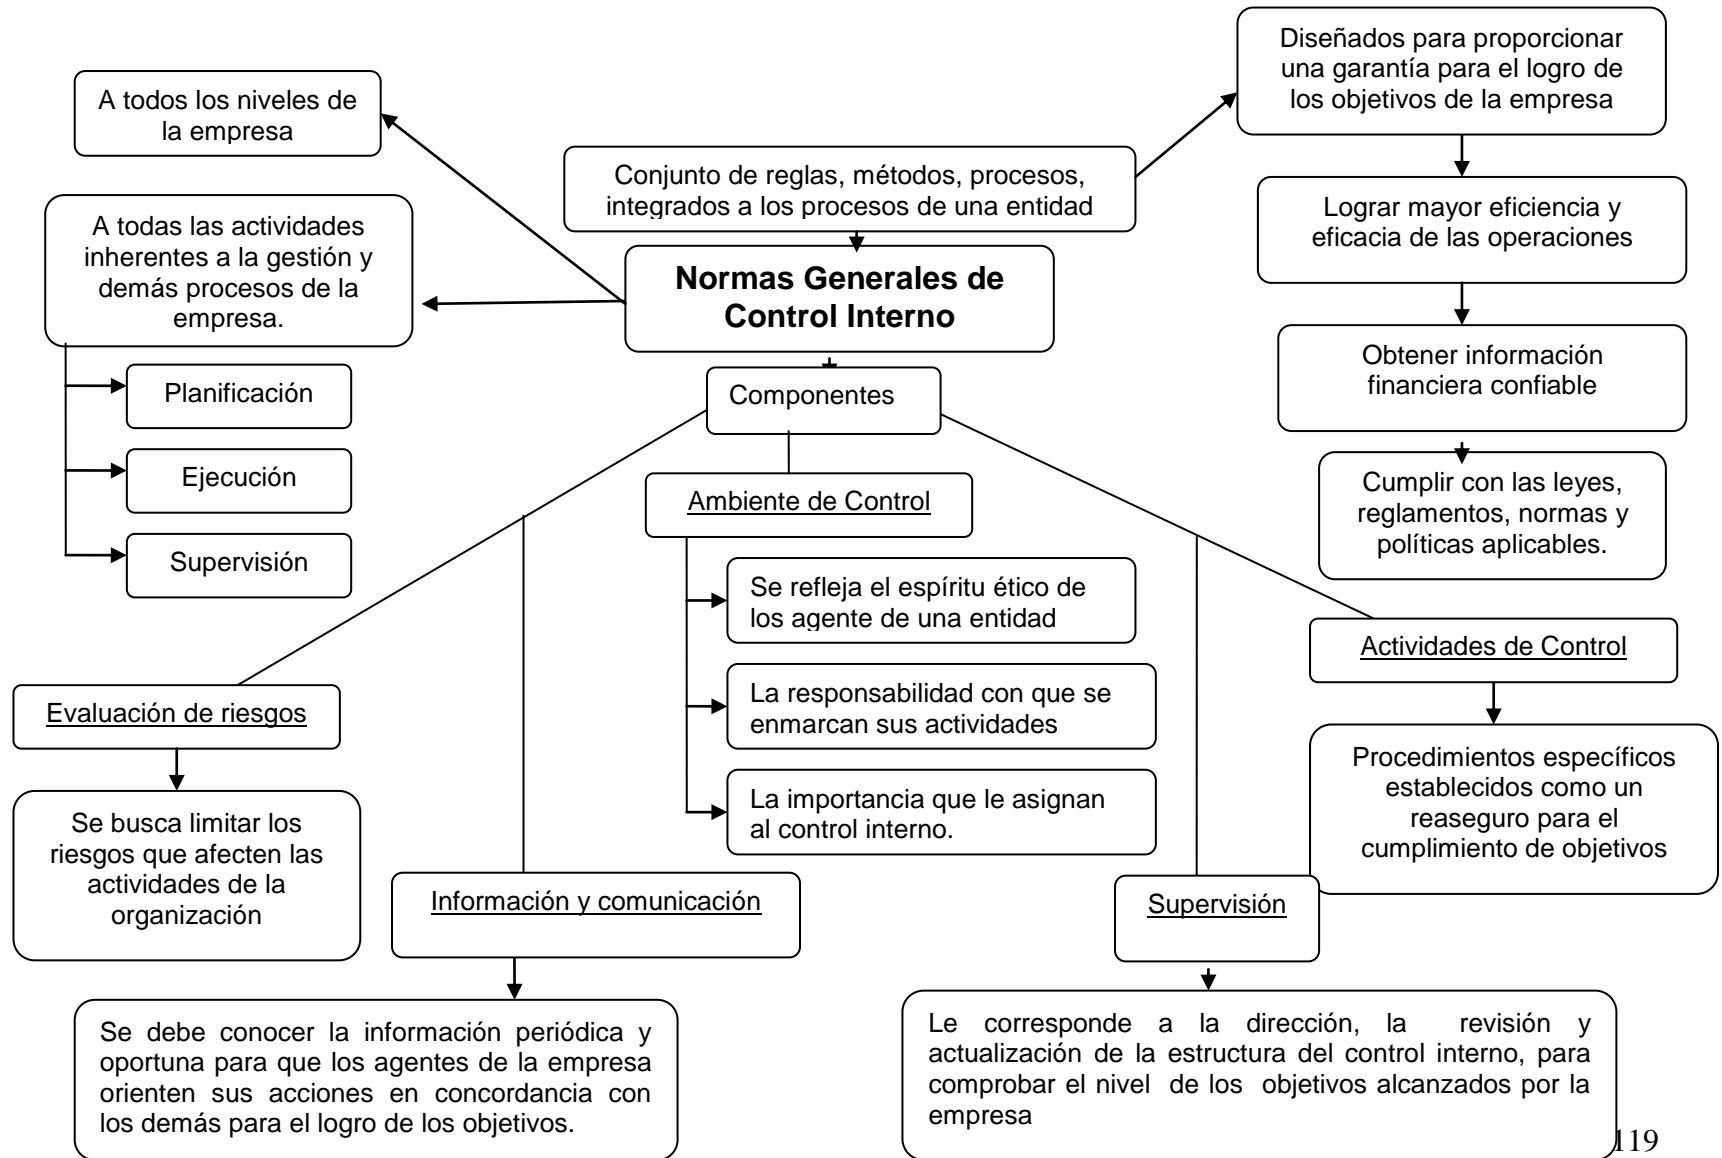 Diseñados para proporcionar
una garantía para el logro de
los objetivos de la empresa
A todos los niveles de
la empresa
Conjunto de reglas, métodos, procesos,
integrados a los procesos de una entidad
Lograr mayor eficiencia y
eficacia de las operaciones
A todas las actividades
inherentes a la gestión y
demás procesos de la
empresa.
Normas Generales de
Control Interno
Obtener información
financiera confiable
Planificación
Ejecución
Supervisión
Componentes
Cumplir con las leyes,
reglamentos, normas y
políticas aplicables.
Ambiente de Control
Se refleja el espíritu ético de
los agente de una entidad
La responsabilidad con que se
enmarcan sus actividades
La importancia que le asignan
al control interno.
Actividades de Control
Procedimientos específicos
establecidos como un
reaseguro para el
cumplimiento de objetivos
Evaluación de riesgos
Se busca limitar los
riesgos que afecten las
actividades de la
organización
Información y comunicación
Supervisión
Se debe conocer la información periódica y
oportuna para que los agentes de la empresa
orienten sus acciones en concordancia con
los demás para el logro de los objetivos.
Le corresponde a la dirección, la revisión y
actualización de la estructura del control interno, para
comprobar el nivel de los objetivos alcanzados por la
empresa
119